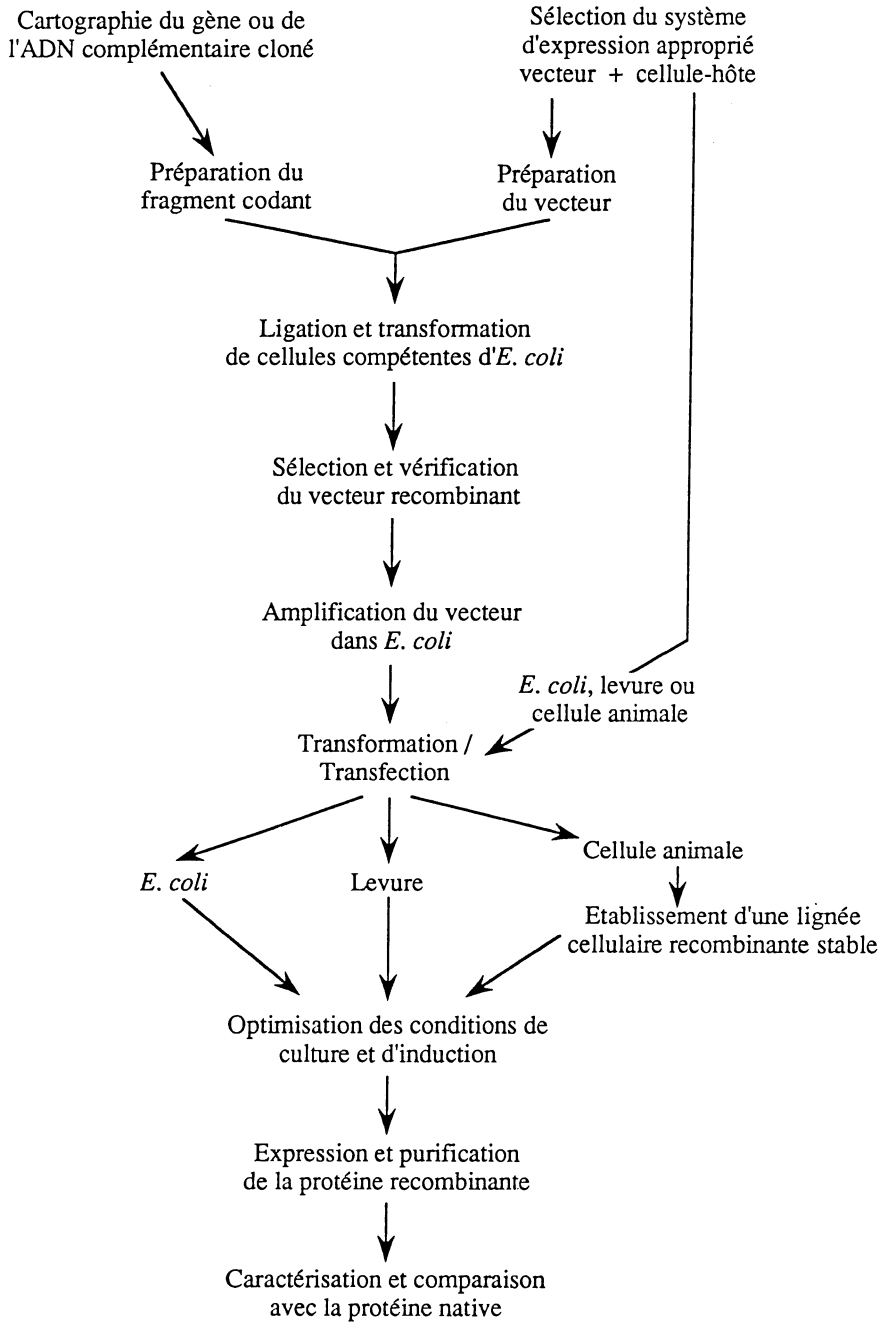 Cartographie du gène ou de
l'ADN complémentaire cloné
Sélection du système
d'expression approprié
vecteur + cellule-hôte
Préparation du
fragment codant
Préparation
du vecteur
Ligation et transformation
de cellules compétentes d'E. coli
Sélection et vérification
du vecteur recombinant
Amplification du vecteur
dans E. coli
E. coli, levure ou
cellule animale
Transformation /
Transfection
E. coli
Levure
Cellule animale
Etablissement d'une lignée
cellulaire recombinante stable
Optimisation des conditions de
culture et d'induction
Expression et purification
de la protéine recombinante
Caractérisation et comparaison
avec la protéine native